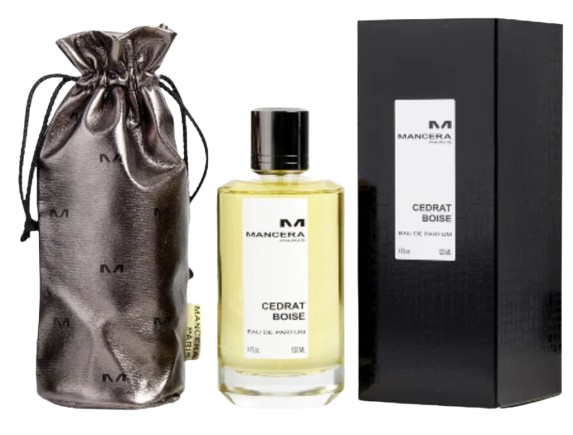 M
M
M
M
M
M
M
MANCERA
PARIS
M
MANCERA
PARIS
CEDRAT
BOISE
EAU DE PARFUM
4 fl.oz 120 ML
M
MANCERA
PARIS
CEDRAT
BOISE
EAU DE PARFUM